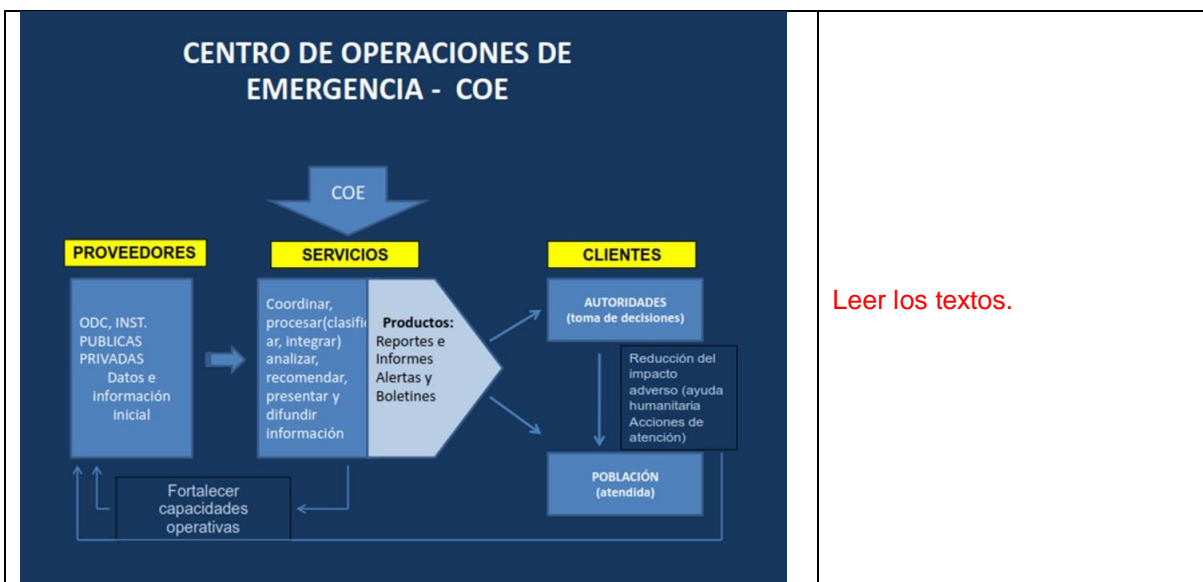 CENTRO DE OPERACIONES DE
EMERGENCIA - COE
COE
PROVEEDORES
SERVICIOS
CLIENTES
ODC, INST.
PUBLICAS
PRIVADAS
Datos e
información
inicial
Coordinar,
procesar(clasific
ar, integrar)
analizar,
recomendar,
presentar y
difundir
información
Productos:
Reportes e
Informes
Alertas y
Boletines
AUTORIDADES
(toma de decisiones)
Reducción del
impacto
adverso (ayuda
humanitaria
Acciones de
atención)
POBLACIÓN
(atendida)
Fortalecer
capacidades
operativas
Leer los textos.